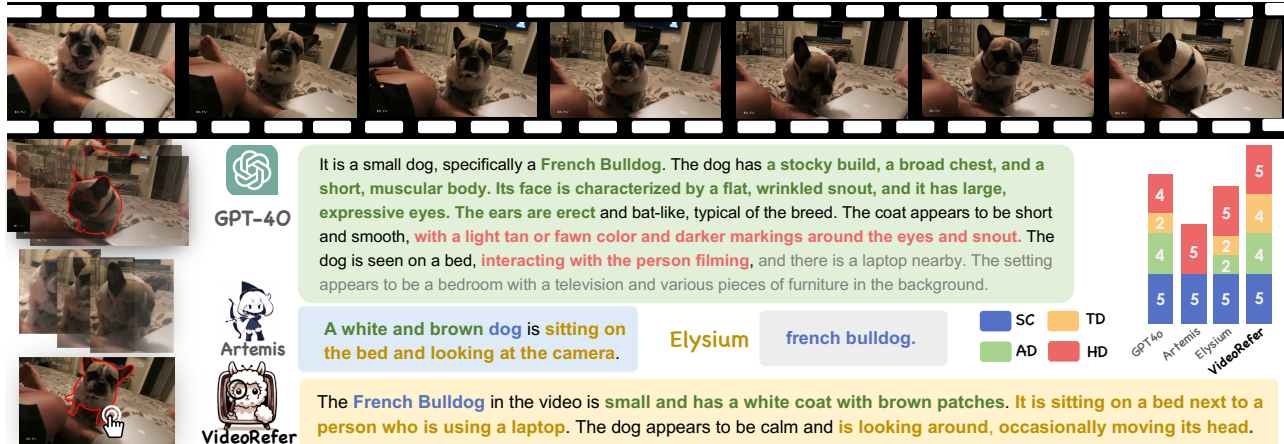 It is a small dog, specifically a French Bulldog. The dog has a stocky build, a broad chest, and a
short, muscular body. Its face is characterized by a flat, wrinkled snout, and it has large,
expressive eyes. The ears are erect and bat-like, typical of the breed. The coat appears to be short
and smooth, with a light tan or fawn color and darker markings around the eyes and snout. The
dog is seen on a bed, interacting with the person filming, and there is a laptop nearby. The setting
appears to be a bedroom with a television and various pieces of furniture in the background.
GPT-4O
A white and brown dog is sitting on
the bed and looking at the camera.
Artemis
Elysium
french bulldog.
The French Bulldog in the video is small and has a white coat with brown patches. It is sitting on a bed next to a
person who is using a laptop. The dog appears to be calm and is looking around, occasionally moving its head.
VideoRefer
4
2
4
5
5
5
5
2
2
5
5
4
4
5
GPT4o
Artemis
Elysium
VideoRefer
SC
TD
AD
HD